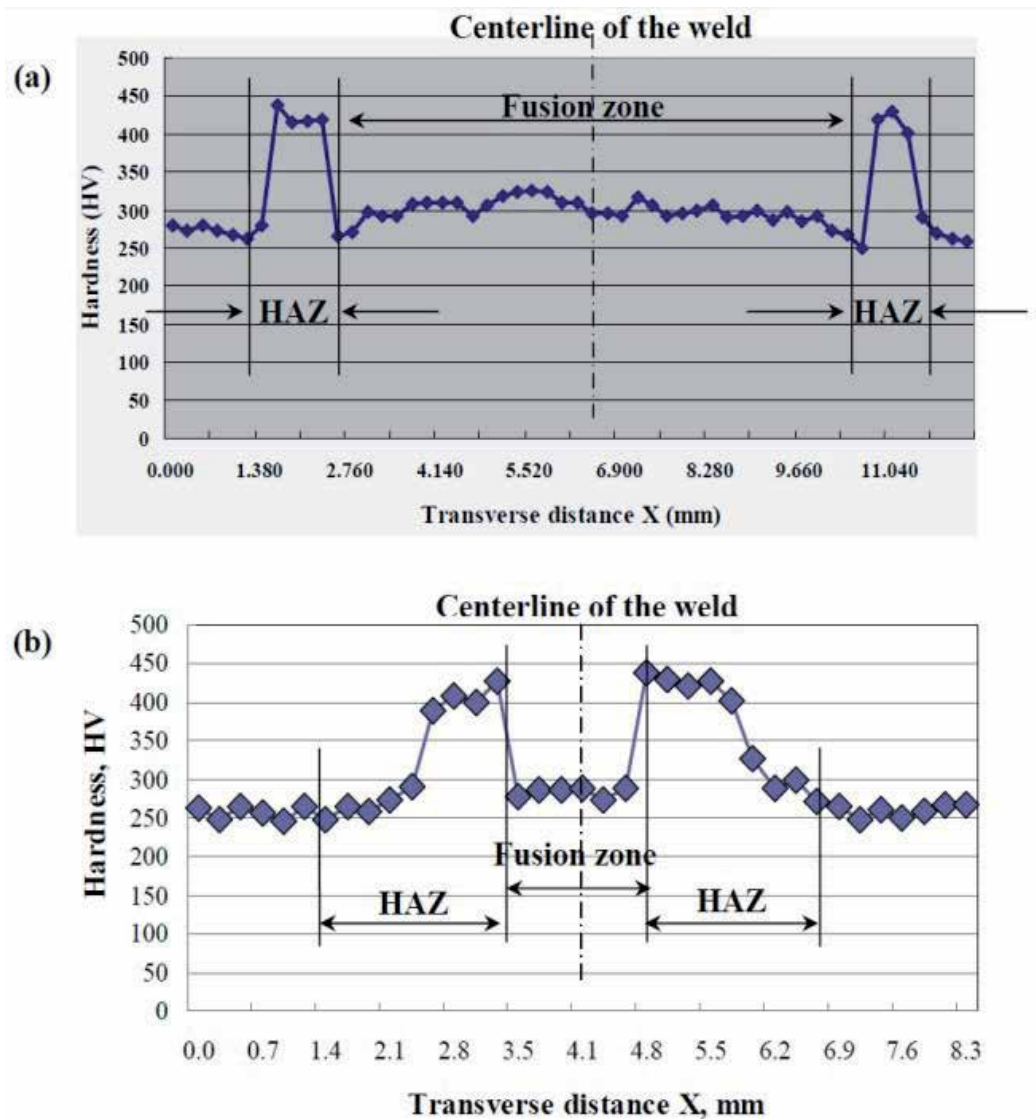 Centerline of the weld
(a)
500
450
400
350
300
250
200
150
100
50
0
Hardness (HV)
Fusion zone
HAZ
HAZ
0.000 1.380 2.760 4.140 5.520 6.900 8.280 9.660 11.040
Transverse distance X (mm)
Centerline of the weld
(b)
500
450
400
350
300
250
200
150
100
50
0
Hardness, HV
Fusion zone
HAZ
HAZ
0.0 0.7 1.4 2.1 2.8 3.5 4.1 4.8 5.5 6.2 6.9 7.6 8.3
Transverse distance X, mm